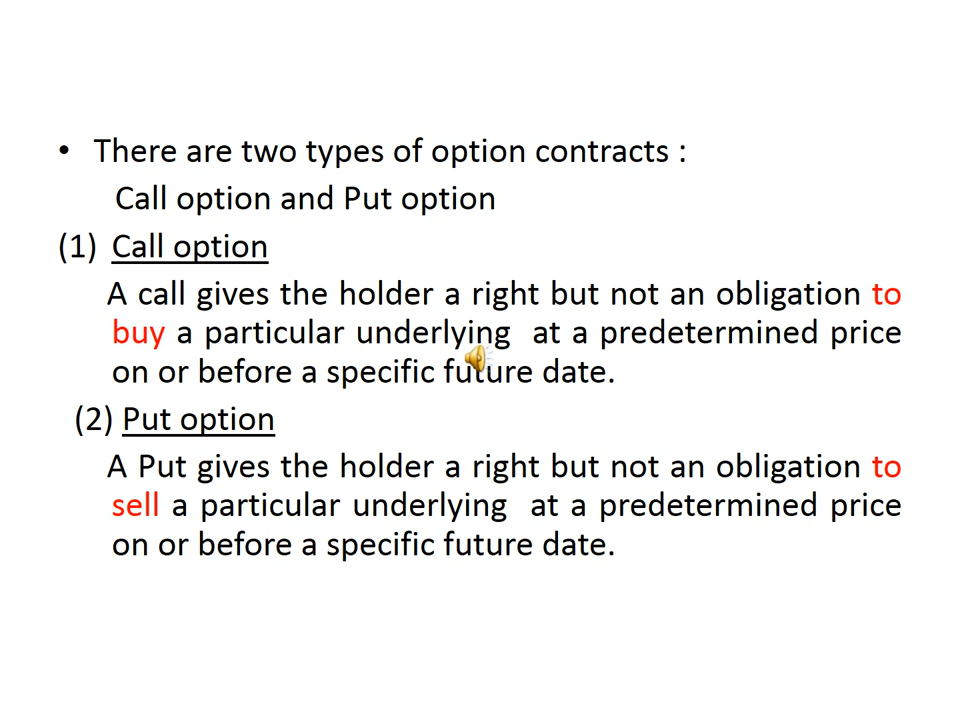 • There are two types of option contracts :
Call option and Put option
(1) Call option
A call gives the holder a right but not an obligation to
buy a particular underlying at a predetermined price
on or before a specific future date.
(2) Put option
A Put gives the holder a right but not an obligation to
sell a particular underlying at a predetermined price
on or before a specific future date.